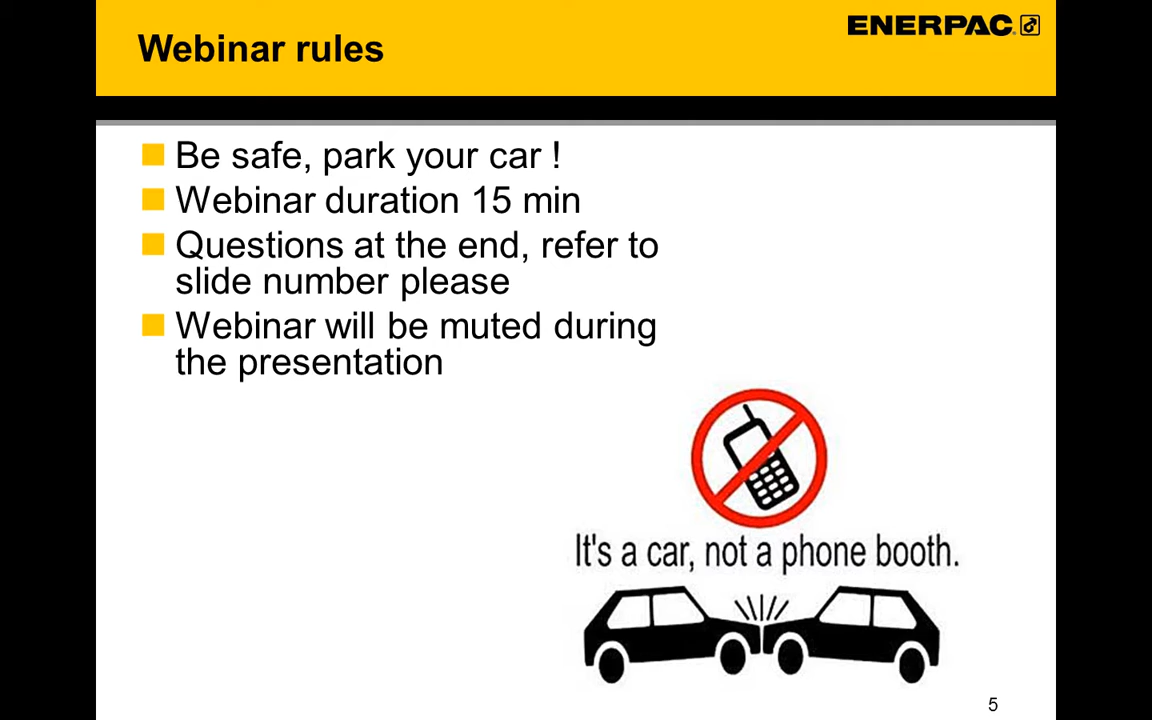 Webinar rules
ENERPAC
Be safe, park your car !
Webinar duration 15 min
Questions at the end, refer to
slide number please
Webinar will be muted during
the presentation
It's a car, not a phone booth.
5